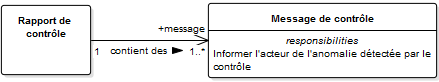 Rapport de
contrôle
+message
1
contient des
1..*
Message de contrôle
responsibilities
Informer l'acteur de l'anomalie détectée par le
contrôle